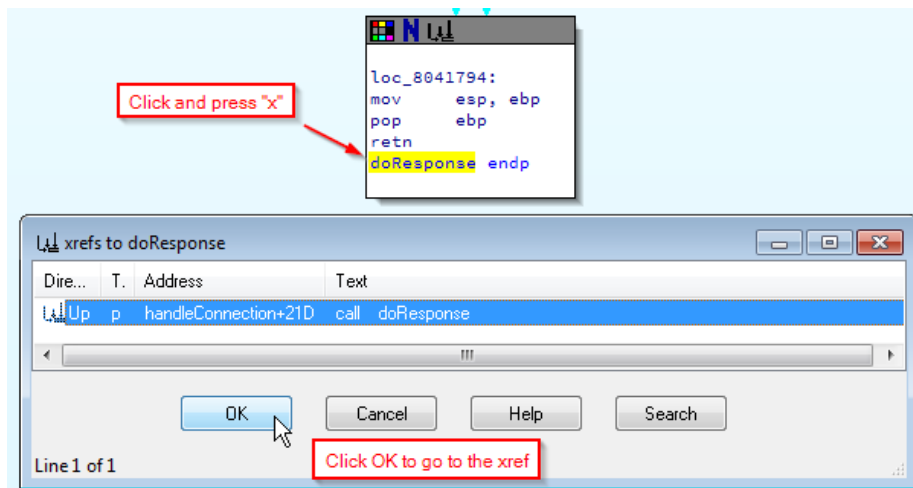 N
loc_8041794:
mov esp, ebp
pop ebp
retn
doResponse endp
Click and press "x"
xrefs to doResponse
Dire... T. Address Text
Up p handleConnection+21D call doResponse
OK Cancel Help Search
Click OK to go to the xref
Line 1 of 1